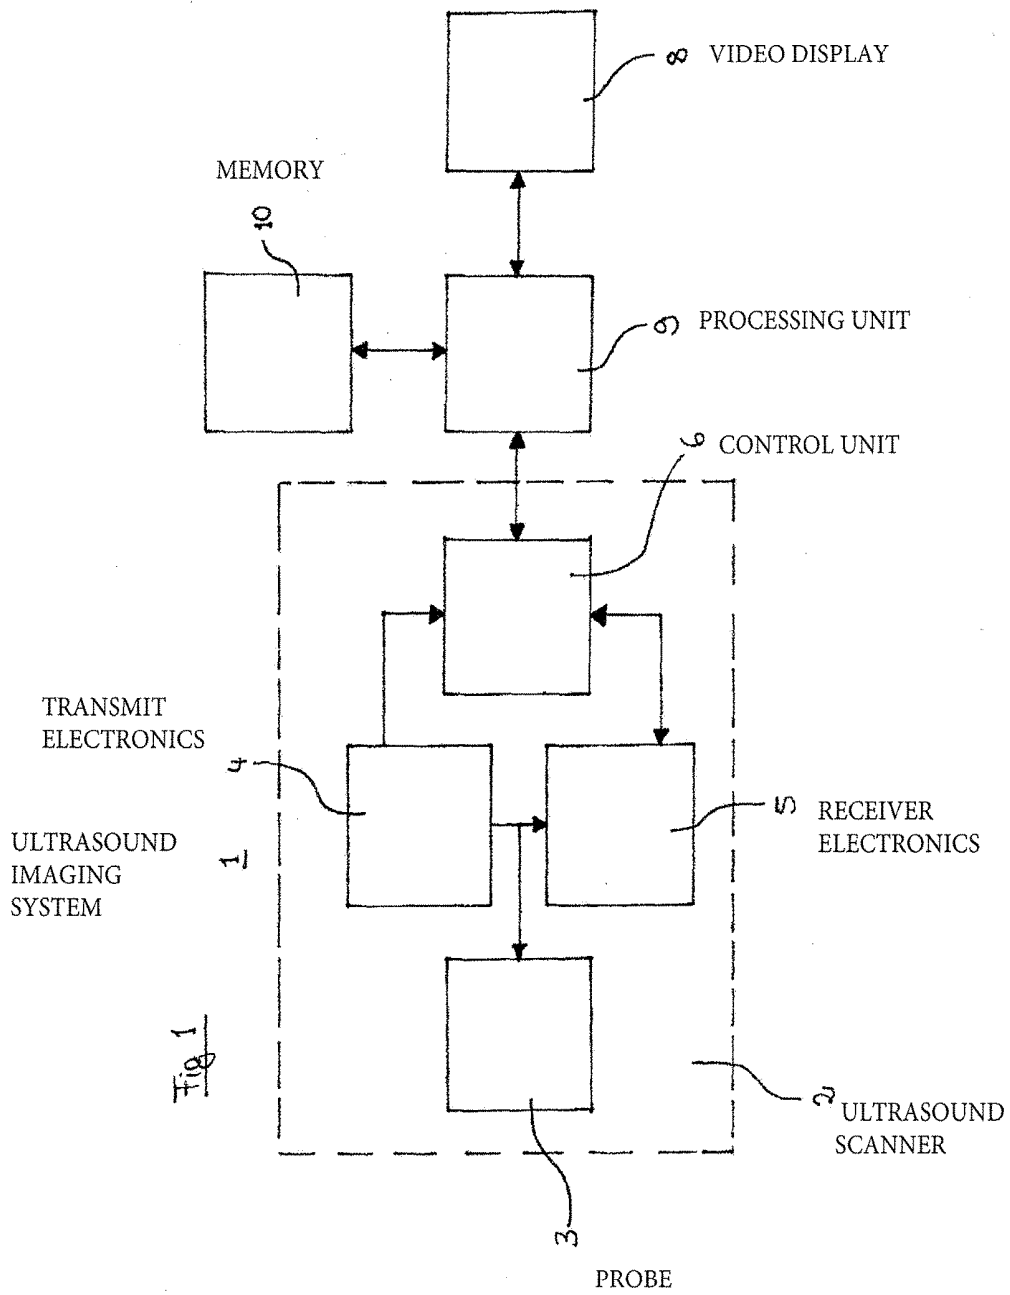 8 VIDEO DISPLAY
MEMORY
10
9 PROCESSING UNIT
6 CONTROL UNIT
TRANSMIT
ELECTRONICS
4
5 RECEIVER
ELECTRONICS
ULTRASOUND
IMAGING
SYSTEM
1
Fig 1
2 ULTRASOUND
SCANNER
3
PROBE